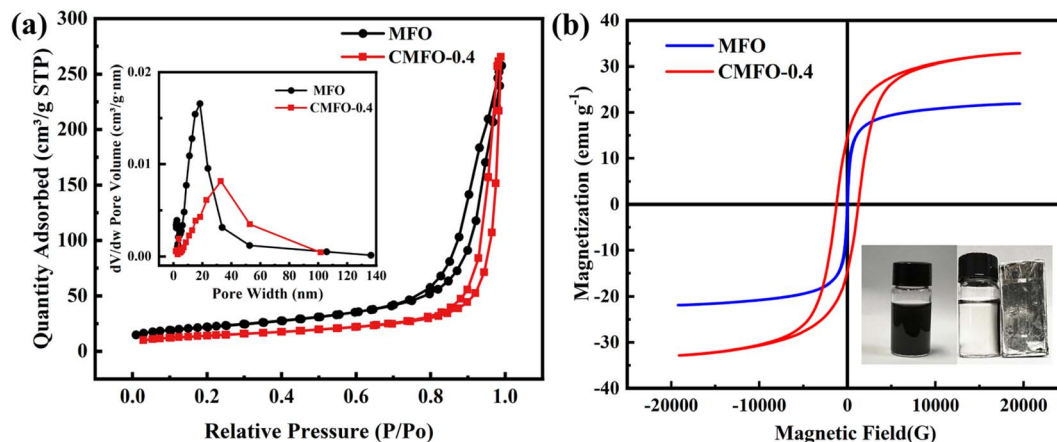 (a)
300
250
200
150
100
50
0
Quantity Adsorbed (cm³/g STP)
MFO
CMFO-0.4
0.02
0.01
0.00
dV/dw Pore Volume (cm³/g·nm)
MFO
CMFO-0.4
0 20 40 60 80 100 120 140
Pore Width (nm)
0.0 0.2 0.4 0.6 0.8 1.0
Relative Pressure (P/Po)
(b)
40
30
20
10
0
-10
-20
-30
-40
Magnetization (emu g⁻¹)
MFO
CMFO-0.4
-20000 -10000 0 10000 20000
Magnetic Field(G)